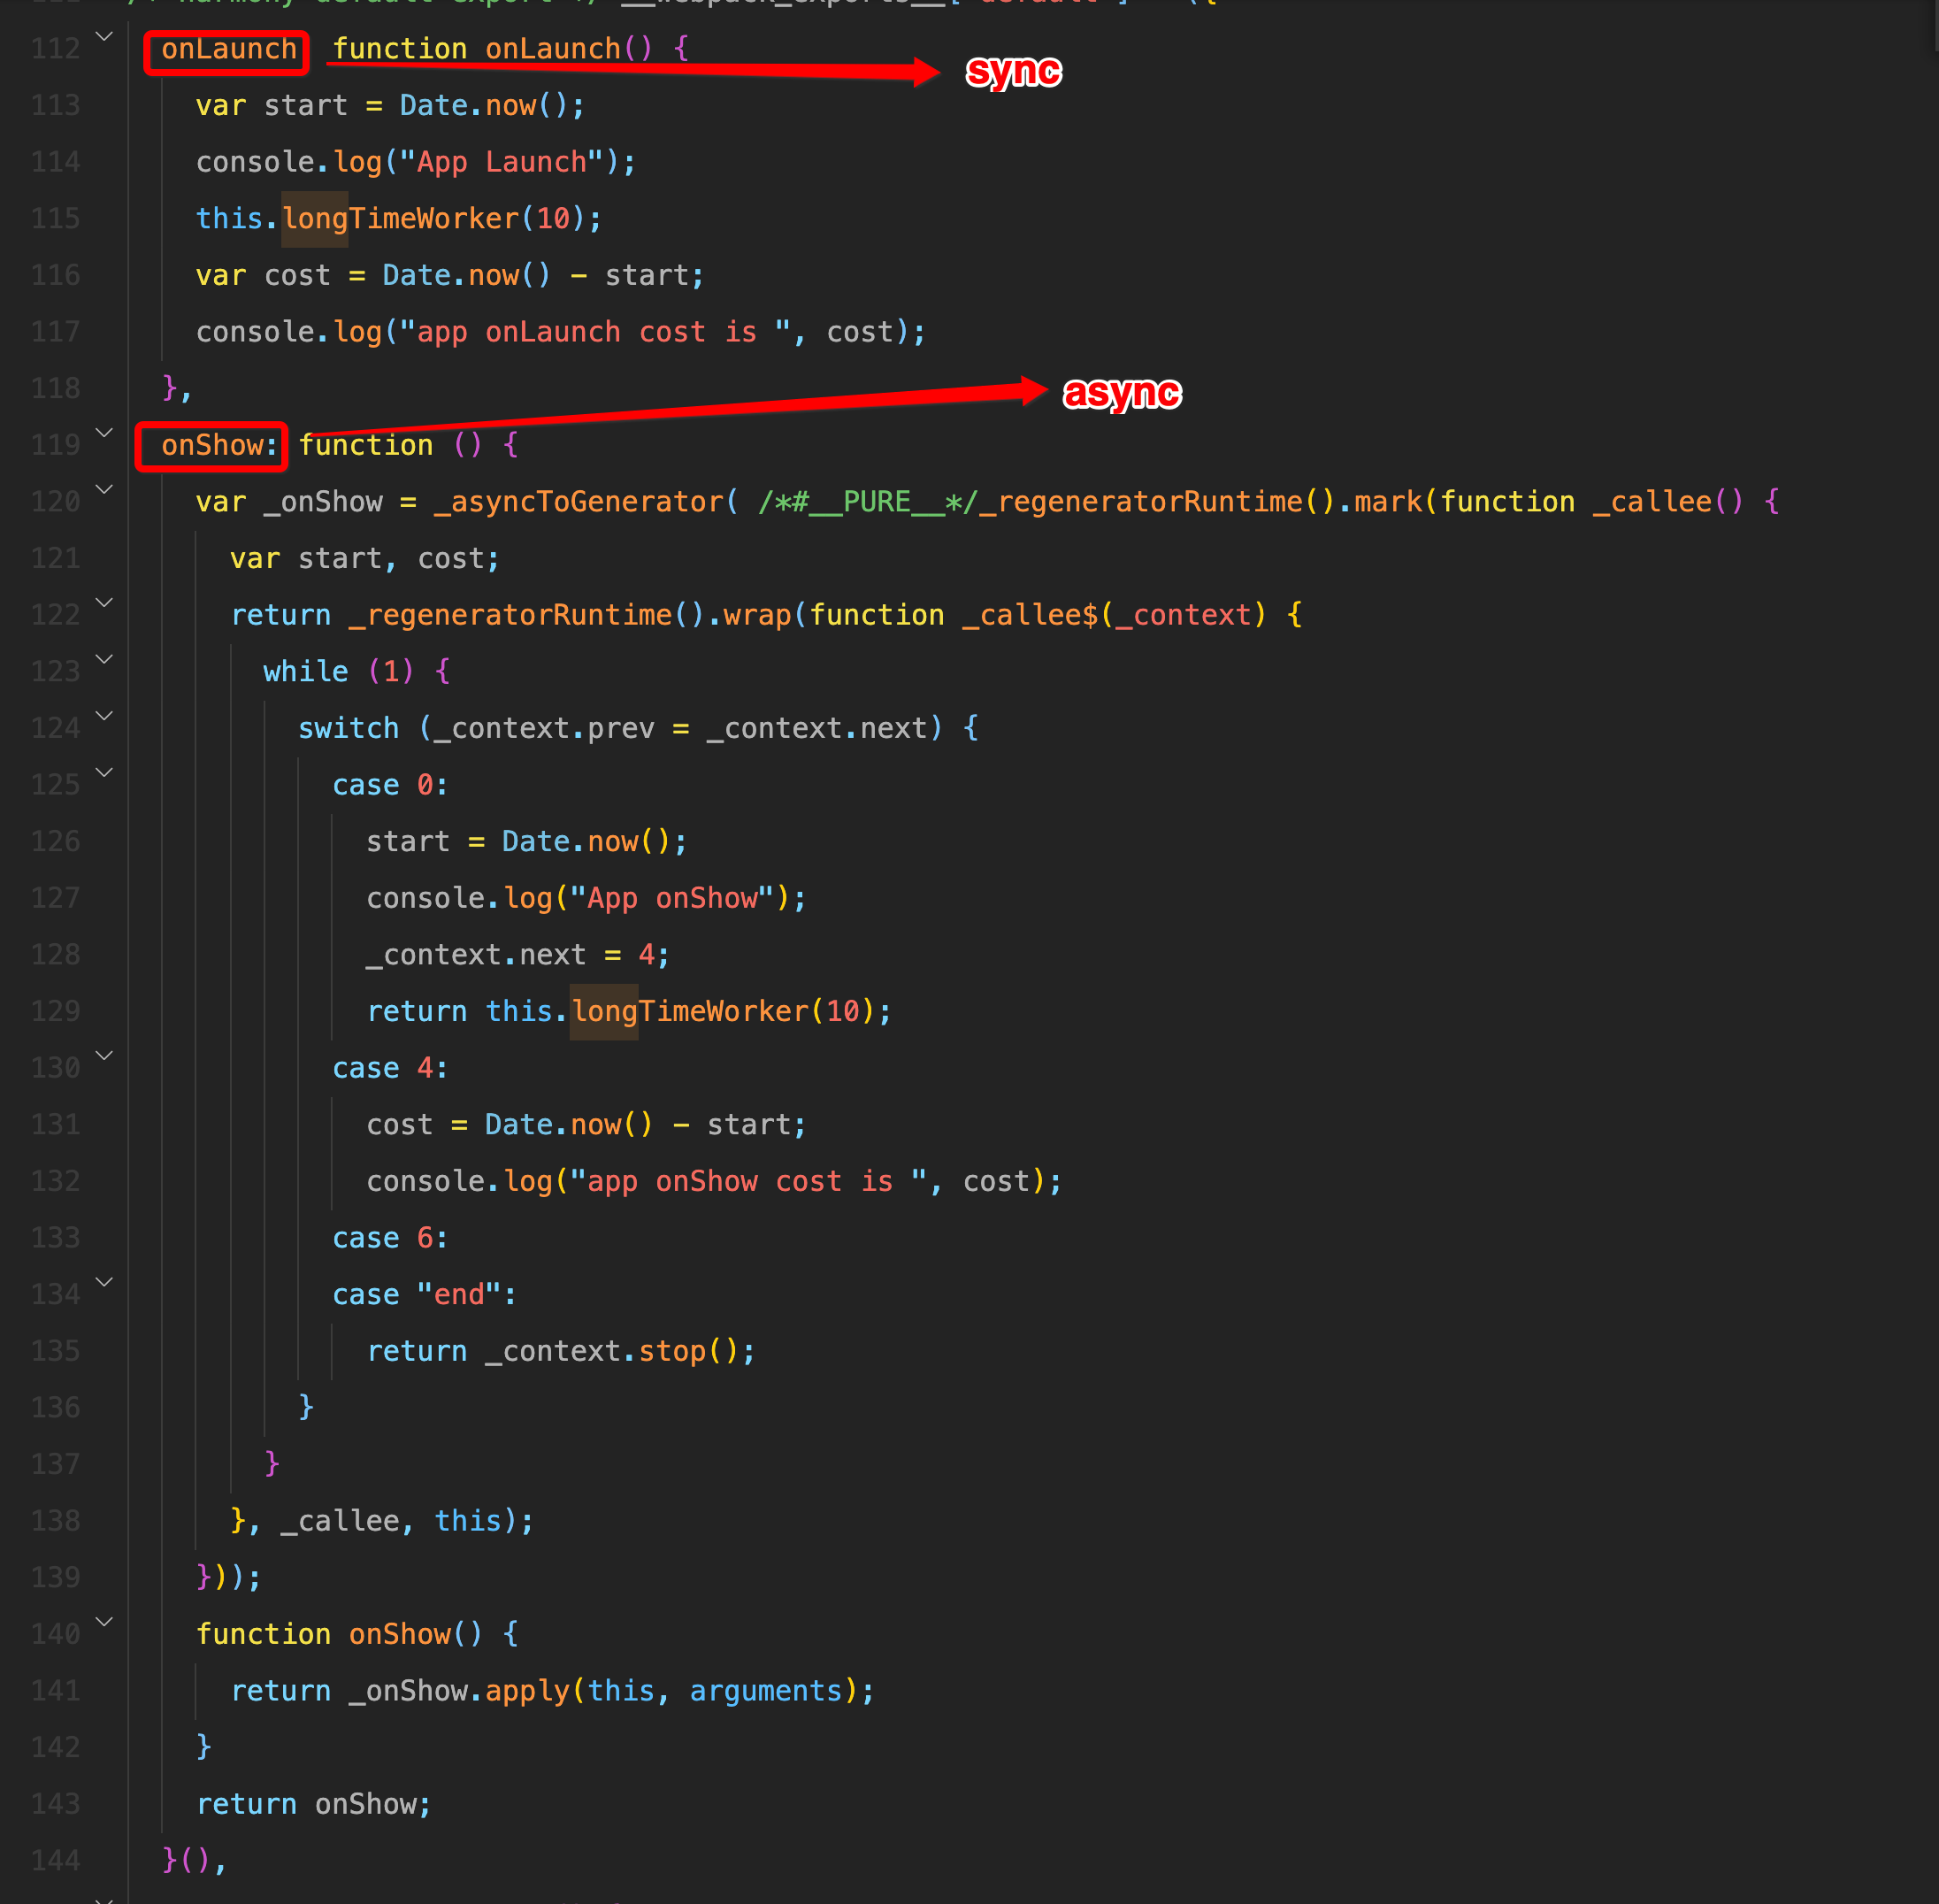 /* harmony default export */ __webpack_exports__["default"] = ({
112 onLaunch function onLaunch() {
sync
113 var start = Date.now();
114 console.log("App Launch");
115 this.longTimeWorker(10);
116 var cost = Date.now() - start;
117 console.log("app onLaunch cost is ", cost);
118 },
async
119 onShow: function () {
120 var _onShow = _asyncToGenerator( /*#__PURE__*/_regeneratorRuntime().mark(function _callee() {
121 var start, cost;
122 return _regeneratorRuntime().wrap(function _callee$(_context) {
123 while (1) {
124 switch (_context.prev = _context.next) {
125 case 0:
126 start = Date.now();
127 console.log("App onShow");
128 _context.next = 4;
129 return this.longTimeWorker(10);
130 case 4:
131 cost = Date.now() - start;
132 console.log("app onShow cost is ", cost);
133 case 6:
134 case "end":
135 return _context.stop();
136 }
137 }
138 }, _callee, this);
139 }));
140 function onShow() {
141 return _onShow.apply(this, arguments);
142 }
143 return onShow;
144 }(),